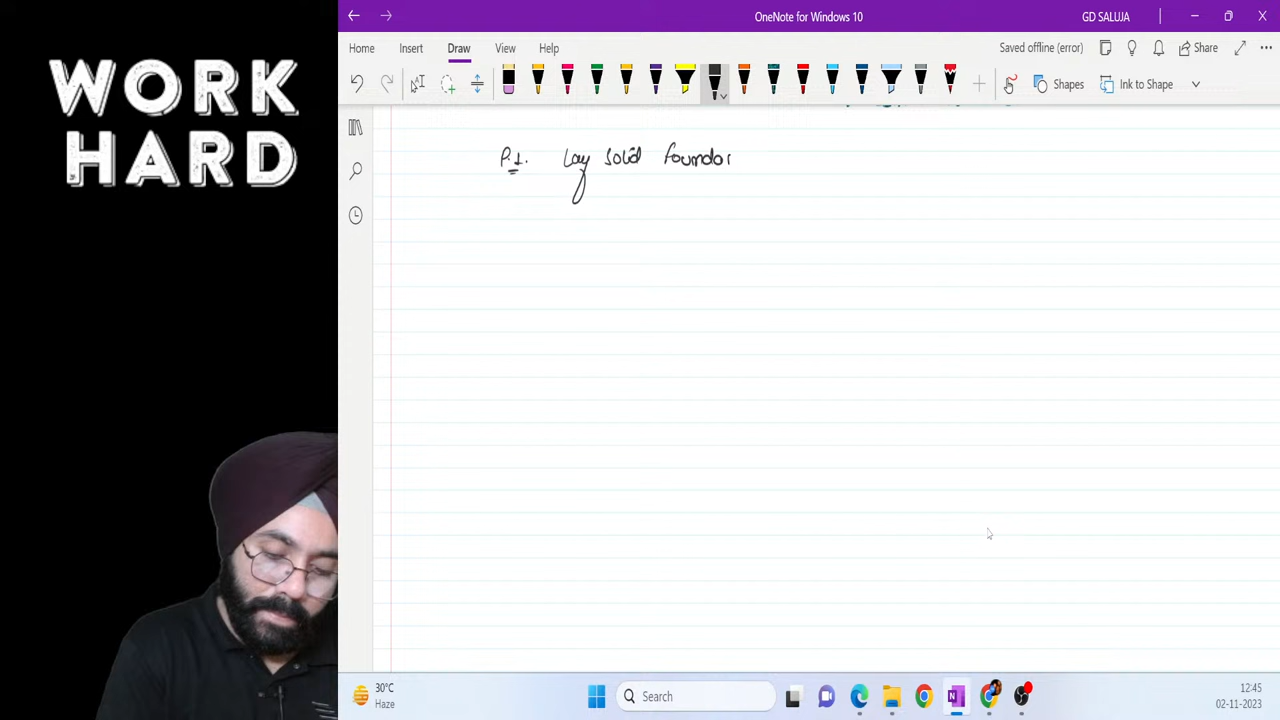 WORK
HARD
OneNote for Windows 10
GD SALUJA
Home Insert Draw View Help
Saved offline (error)
Share
Shapes
Ink to Shape
P.1. Lay Solid foundat
30°C
Haze
Search
12:45
02-11-2023